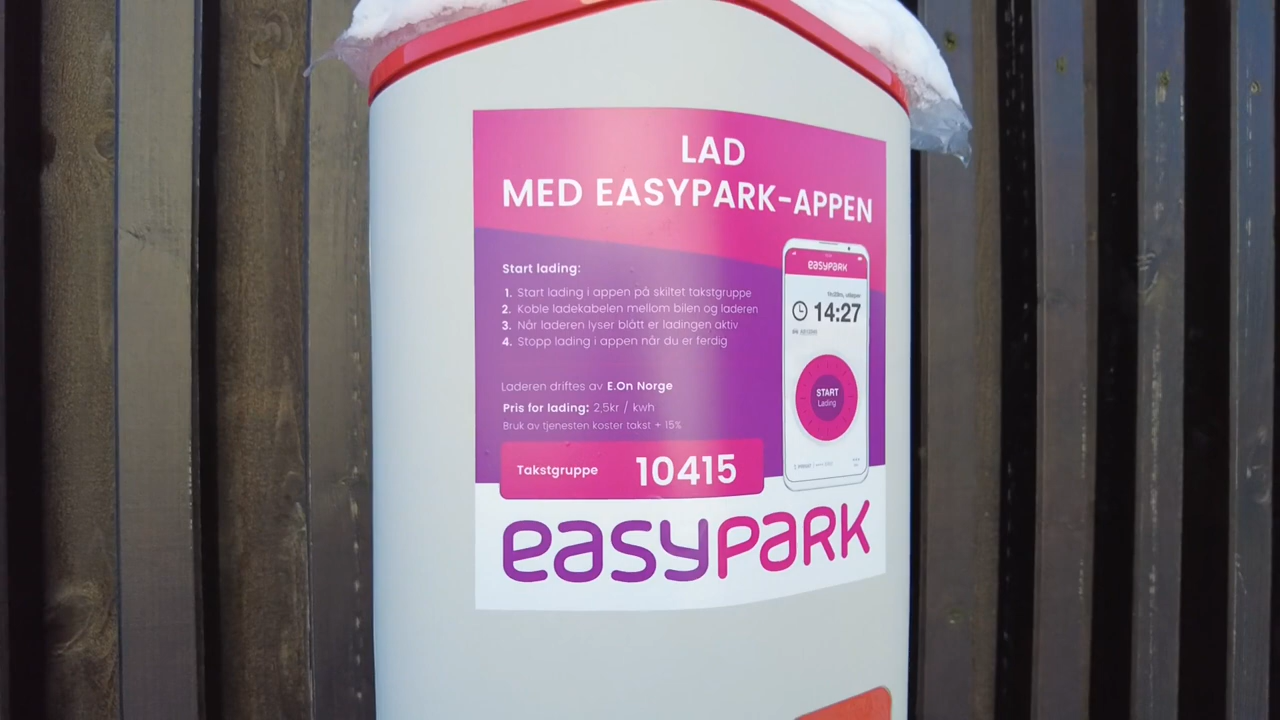 LAD
MED EASYPARK-APPEN
Start lading:
1. Start lading i appen på skiltet takstgruppe
2. Koble ladekabelen mellom bilen og laderen
3. Når laderen lyser blått er ladingen aktiv
4. Stopp lading i appen når du er ferdig
Laderen driftes av E.On Norge
Pris for lading: 2,5kr / kwh
Bruk av tjenesten koster takst + 15%
Takstgruppe 10415
easypark
14:27
START
Lading
easypark